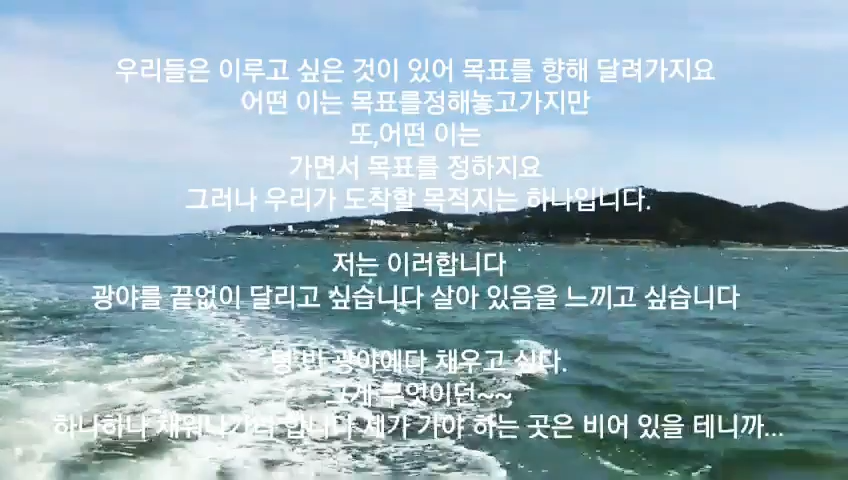 우리들은 이루고 싶은 것이 있어 목표를 향해 달려가지요
어떤 이는 목표를정해놓고가지만
또,어떤 이는
가면서 목표를 정하지요
그러나 우리가 도착할 목적지는 하나입니다.
저는 이러합니다
광야를 끝없이 달리고 싶습니다 살아 있음을 느끼고 싶습니다
텅 빈 광야에다 채우고 싶다.
그게 무엇이던~~
하나하나 채워나가려 합니다 제가 가야 하는 곳은 비어 있을 테니까...